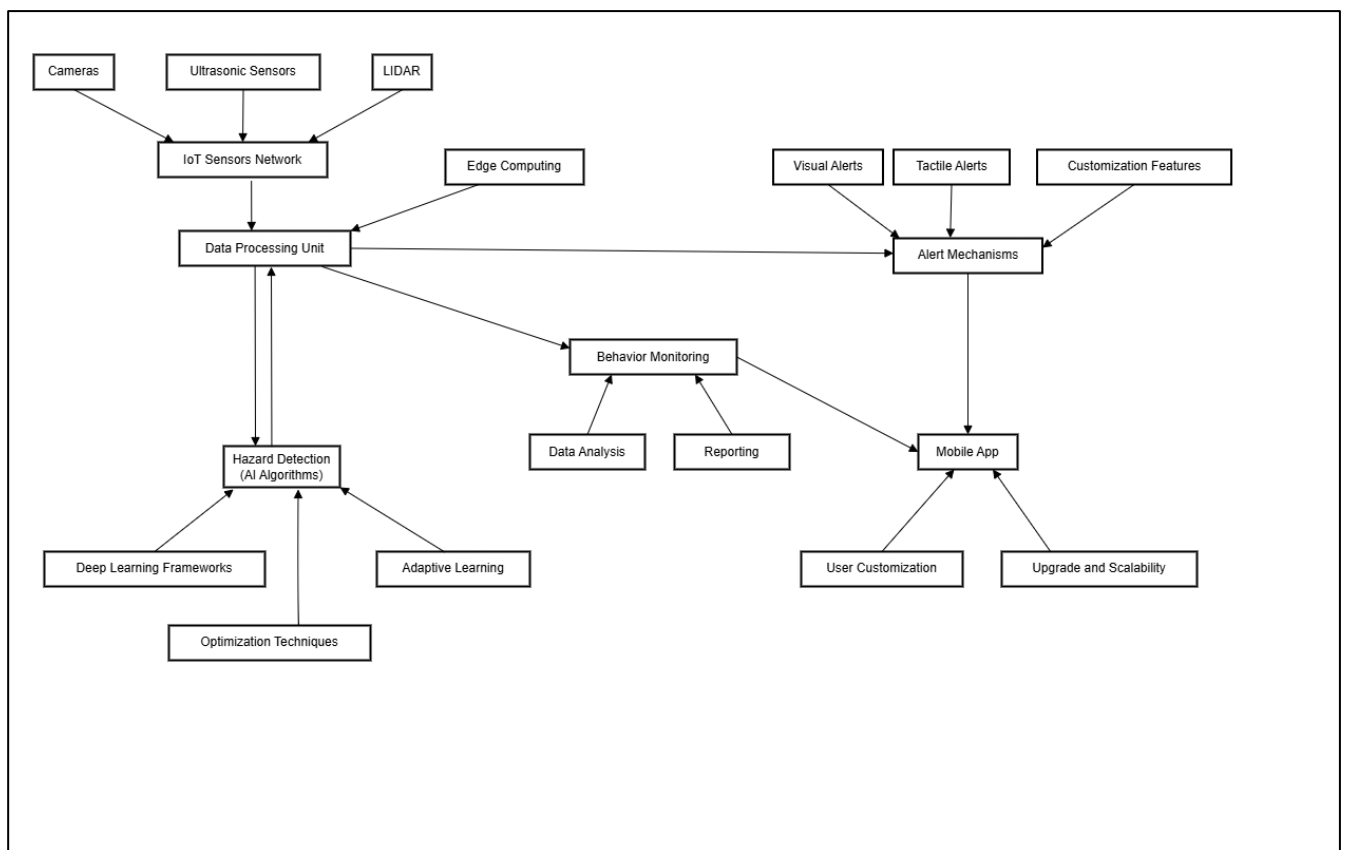 Cameras
Ultrasonic Sensors
LIDAR
IoT Sensors Network
Edge Computing
Visual Alerts
Tactile Alerts
Customization Features
Data Processing Unit
Alert Mechanisms
Behavior Monitoring
Data Analysis
Reporting
Mobile App
Hazard Detection
(AI Algorithms)
Deep Learning Frameworks
Adaptive Learning
User Customization
Upgrade and Scalability
Optimization Techniques